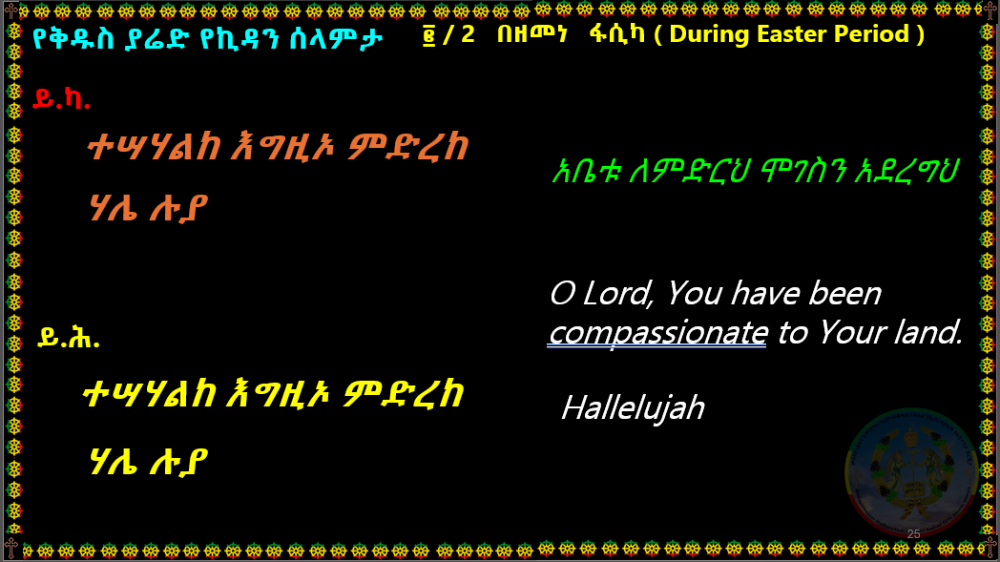 የቅዱስ ያሬድ የኪዳን ሰላምታ
፪ / 2 በዘመነ ፋሲካ ( During Easter Period )
ይ.ካ.
ተሣሃልከ እግዚኦ ምድረከ
ሃሌ ሉያ
ይ.ሕ.
ተሣሃልከ እግዚኦ ምድረከ
ሃሌ ሉያ
አቤቱ ለምድርህ ሞገስን አደረግህ
O Lord, You have been
compassionate to Your land.
Hallelujah
25